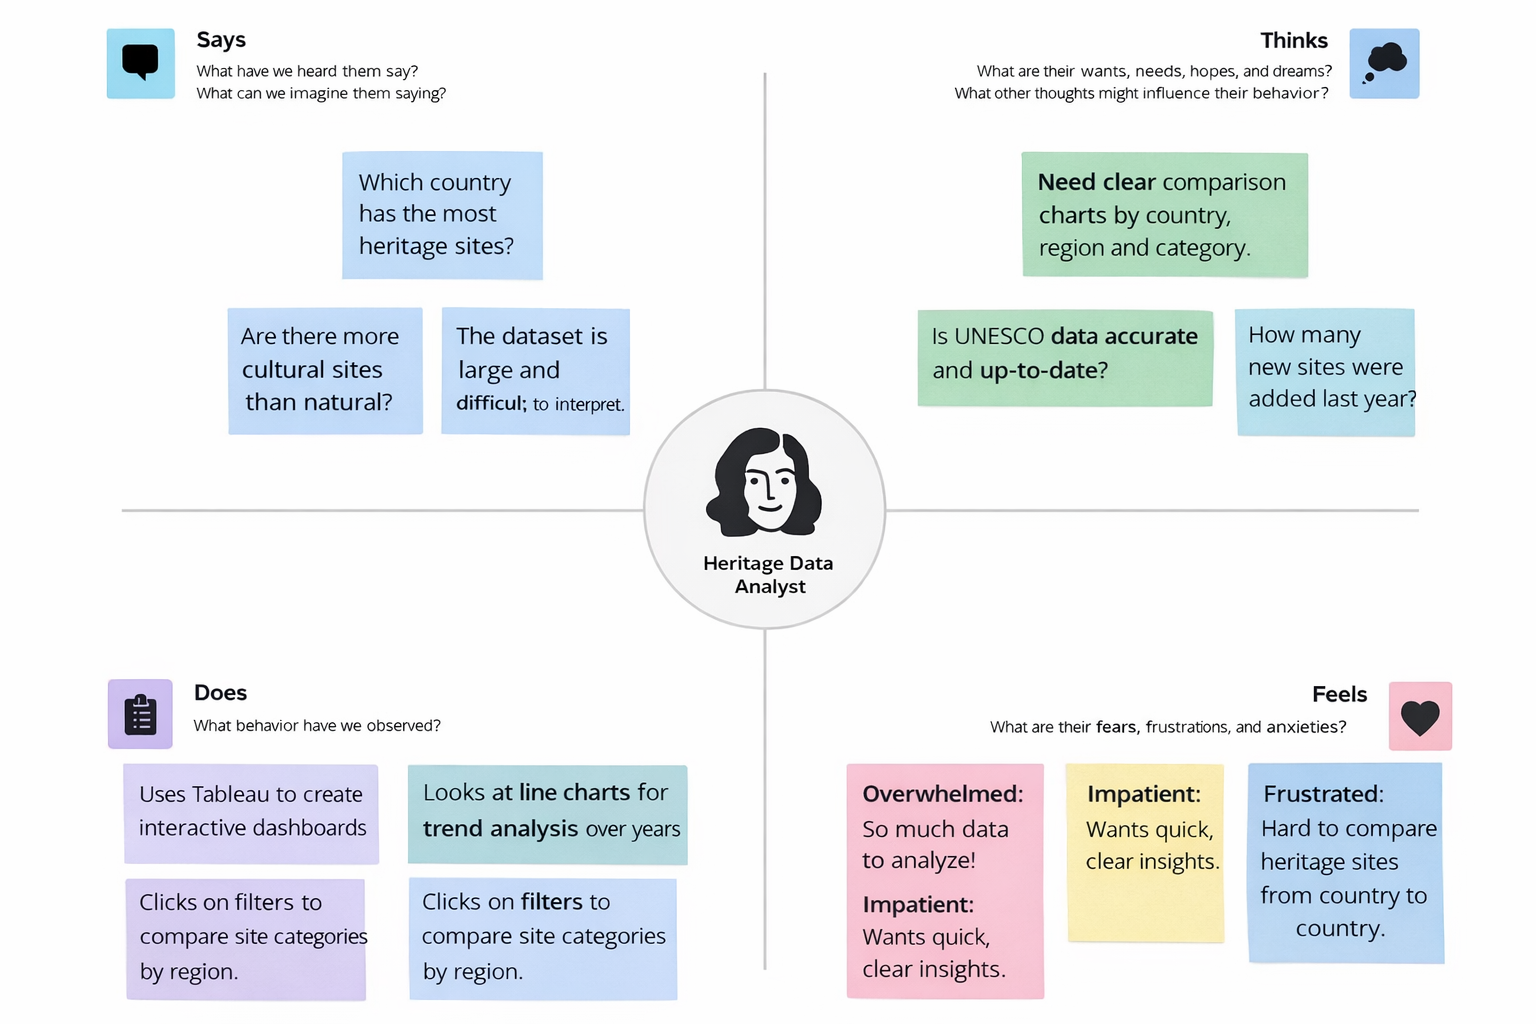 Says
What have we heard them say?
What can we imagine them saying?
Which country
has the most
heritage sites?
Are there more
cultural sites
than natural?
The dataset is
large and
difficul; to interpret.
Thinks
What are their wants, needs, hopes, and dreams?
What other thoughts might influence their behavior?
Need clear comparison
charts by country,
region and category.
Is UNESCO data accurate
and up-to-date?
How many
new sites were
added last year?
Heritage Data
Analyst
Does
What behavior have we observed?
Uses Tableau to create
interactive dashboards
Looks at line charts for
trend analysis over years
Clicks on filters to
compare site categories
by region.
Clicks on filters to
compare site categories
by region.
Feels
What are their fears, frustrations, and anxieties?
Overwhelmed:
So much data
to analyze!
Impatient:
Wants quick,
clear insights.
Impatient:
Wants quick,
clear insights.
Frustrated:
Hard to compare
heritage sites
from country to
country.